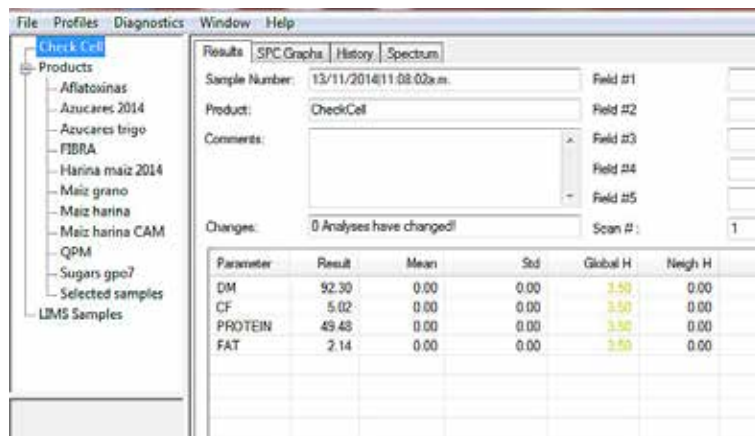 File Profiles Diagnostics Window Help
Check Cell
Products
Aflatoxinas
Azucares 2014
Azucares trigo
FIBRA
Harina maiz 2014
Maiz grano
Maiz harina
Maiz harina CAM
QPM
Sugars gpo7
Selected samples
LIMS Samples
Results SPC Graphs History Spectrum
Sample Number: 13/11/2014|11:08:02a.m. Field #1
Product: CheckCell Field #2
Comments: Field #3
Field #4
Field #5
Changes: 0 Analyses have changed! Scan # : 1
Parameter Result Mean Std Global H Neigh H
DM 92.30 0.00 0.00 3.50 0.00
CF 5.02 0.00 0.00 3.50 0.00
PROTEIN 49.48 0.00 0.00 3.50 0.00
FAT 2.14 0.00 0.00 3.50 0.00